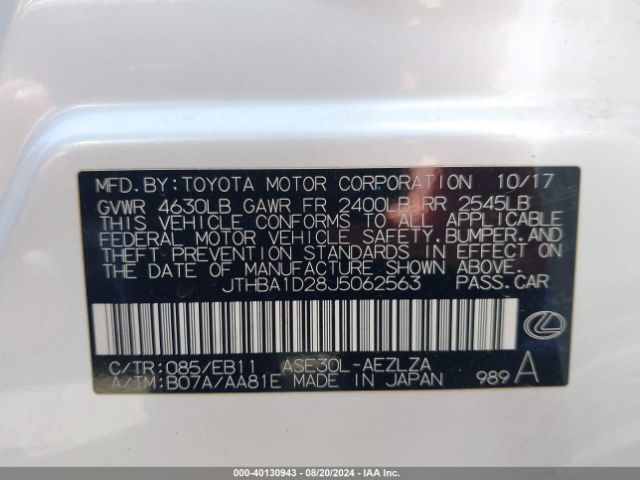 MFD.BY:TOYOTA MOTOR CORPORATION 10/17
GVWR 4630LB GAWR FR 2400LB RR 2545LB
THIS VEHICLE CONFORMS TO ALL APPLICABLE
FEDERAL MOTOR VEHICLE SAFETY,BUMPER,AND
THEFT PREVENTION STANDARDS IN EFFECT ON
THE DATE OF MANUFACTURE SHOWN ABOVE.
JTHBA1D28J5062563 PASS.CAR
C/TR:085/EB11 ASE30L-AEZLZA
A/TM:B07A/AA81E MADE IN JAPAN 989 A
000-40130943 / 08/20/2024 / IAAI.COM